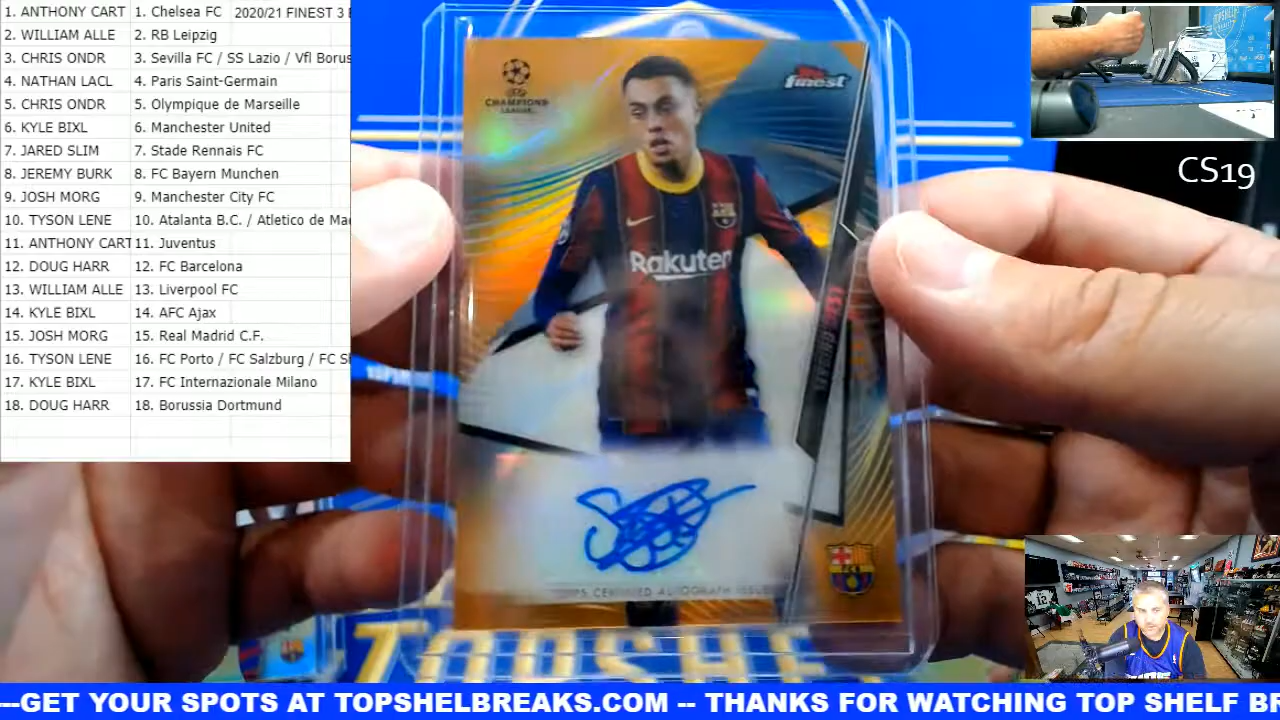 1. ANTHONY CART 1. Chelsea FC 2020/21 FINEST 3
2. WILLIAM ALLE 2. RB Leipzig
3. CHRIS ONDR 3. Sevilla FC / SS Lazio / Vfl Borus
4. NATHAN LACL 4. Paris Saint-Germain
5. CHRIS ONDR 5. Olympique de Marseille
6. KYLE BIXL 6. Manchester United
7. JARED SLIM 7. Stade Rennais FC
8. JEREMY BURK 8. FC Bayern Munchen
9. JOSH MORG 9. Manchester City FC
10. TYSON LENE 10. Atalanta B.C. / Atletico de Ma
11. ANTHONY CART 11. Juventus
12. DOUG HARR 12. FC Barcelona
13. WILLIAM ALLE 13. Liverpool FC
14. KYLE BIXL 14. AFC Ajax
15. JOSH MORG 15. Real Madrid C.F.
16. TYSON LENE 16. FC Porto / FC Salzburg / FC S
17. KYLE BIXL 17. FC Internazionale Milano
18. DOUG HARR 18. Borussia Dortmund
CHAMPIONS
LEAGUE
finest
Rakuten
SERGIÑO DEST
FCB
CERTIFIED AUTOGRAPH ISSUE
TOPSHE
CS19
---GET YOUR SPOTS AT TOPSHELBREAKS.COM -- THANKS FOR WATCHING TOP SHELF BR